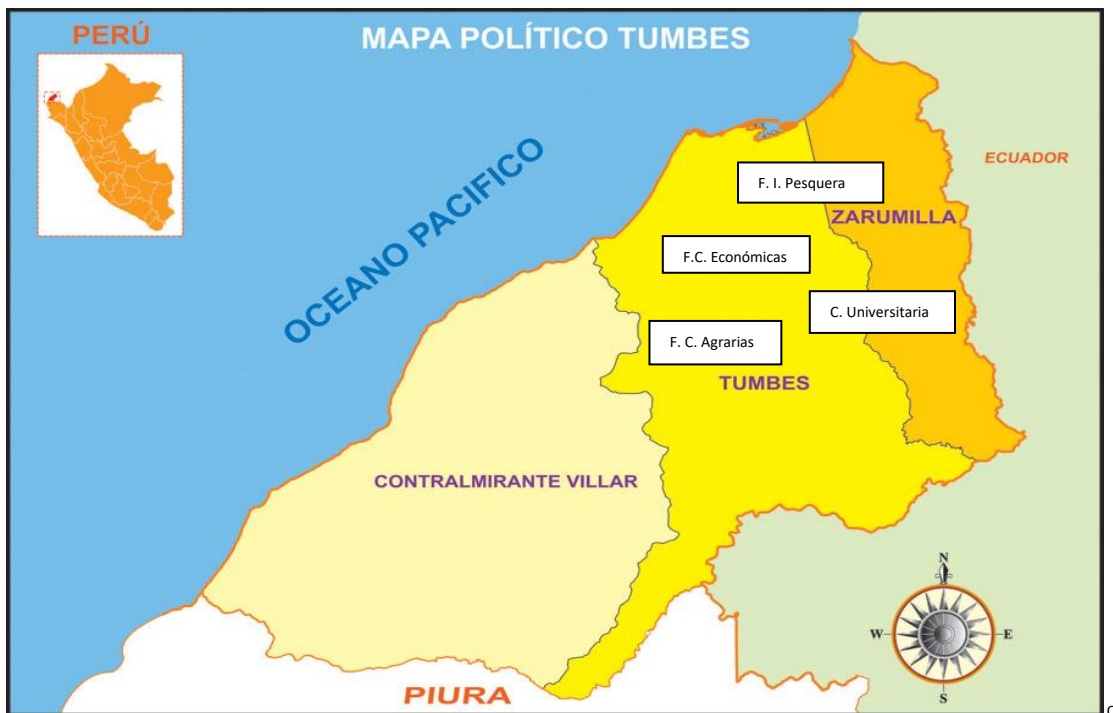 PERÚ
MAPA POLÍTICO TUMBES
OCEANO PACIFICO
ECUADOR
F. I. Pesquera
ZARUMILLA
F.C. Económicas
C. Universitaria
F. C. Agrarias
TUMBES
CONTRALMIRANTE VILLAR
N
W
E
S
PIURA